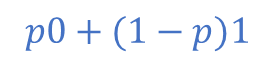 p0 + (1 − p)1